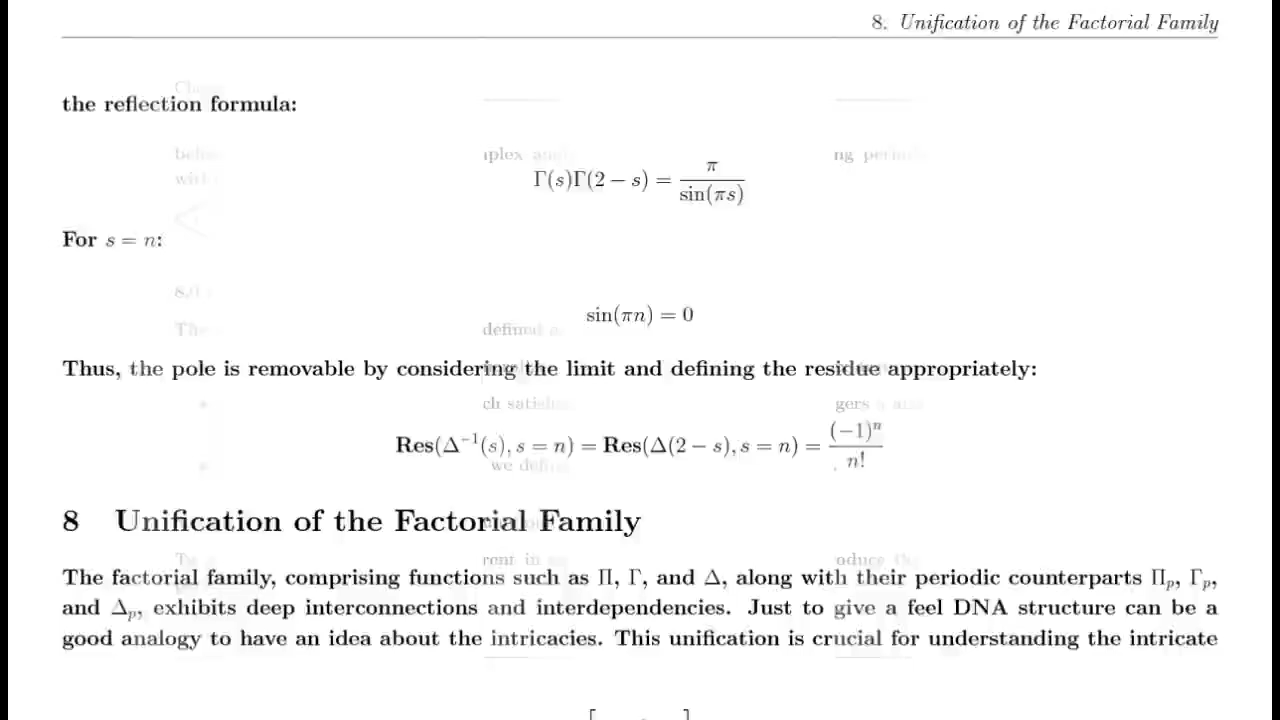 8. Unification of the Factorial Family
the reflection formula:
Γ(s)Γ(2 − s) = π / sin(πs)
For s = n:
sin(πn) = 0
Thus, the pole is removable by considering the limit and defining the residue appropriately:
Res(Δ⁻¹(s), s = n) = Res(Δ(2 − s), s = n) = (−1)ⁿ / n!
8 Unification of the Factorial Family
The factorial family, comprising functions such as Π, Γ, and Δ, along with their periodic counterparts Πₚ, Γₚ,
and Δₚ, exhibits deep interconnections and interdependencies. Just to give a feel DNA structure can be a
good analogy to have an idea about the intricacies. This unification is crucial for understanding the intricate